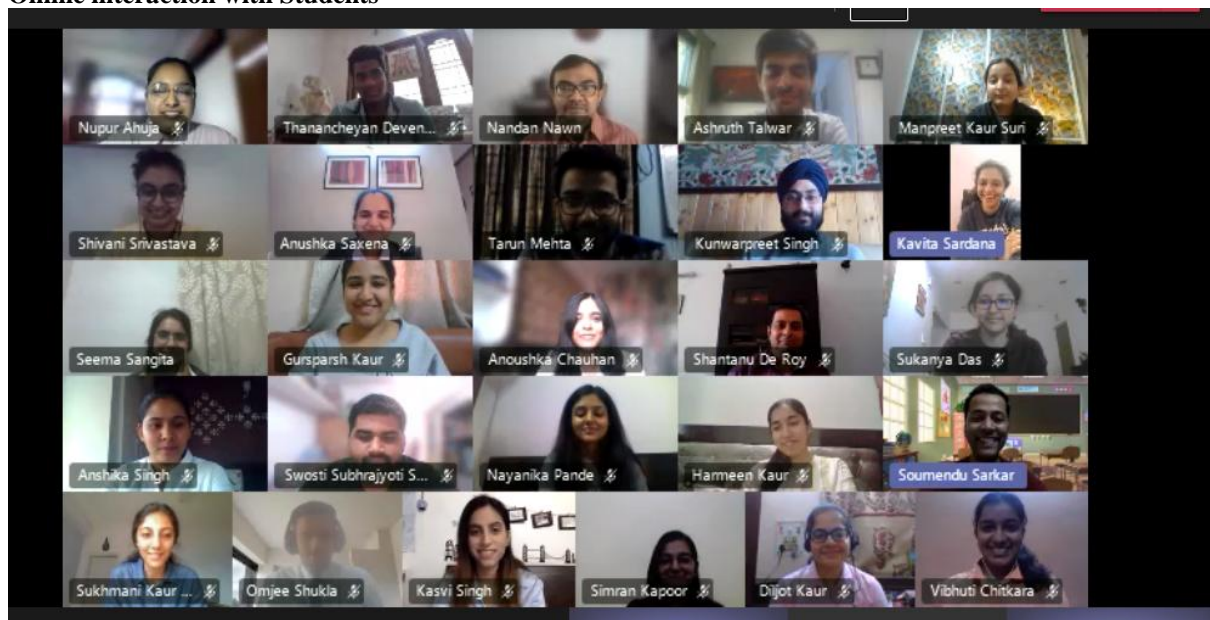 Online interaction with Students
Nupur Ahuja
Thanancheyan Deven...
Nandan Nawn
Ashruth Talwar
Manpreet Kaur Suri
Shivani Srivastava
Anushka Saxena
Tarun Mehta
Kunwarpreet Singh
Kavita Sardana
Seema Sangita
Gursparsh Kaur
Anoushka Chauhan
Shantanu De Roy
Sukanya Das
Anshika Singh
Swosti Subhrajyoti S...
Nayanika Pande
Harmeen Kaur
Soumendu Sarkar
Sukhmani Kaur ...
Omjee Shukla
Kasvi Singh
Simran Kapoor
Diljot Kaur
Vibhuti Chitkara